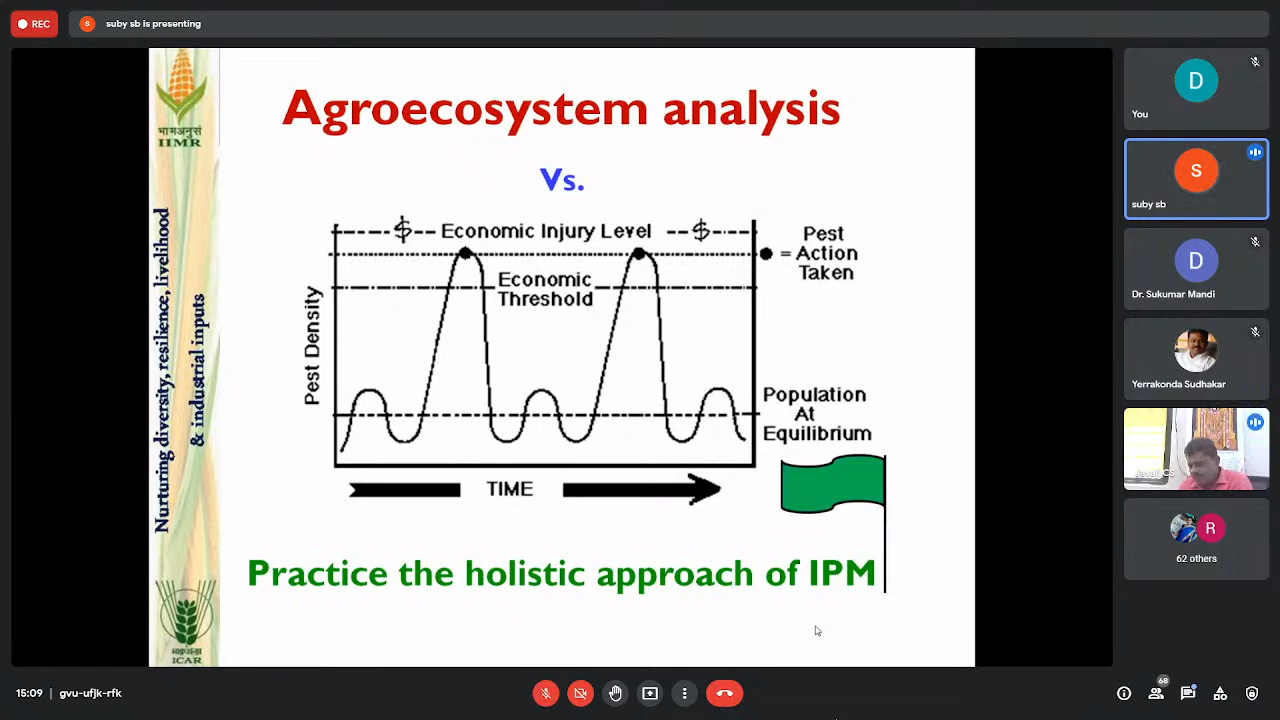 REC
s
suby sb is presenting
भाकृअनुसं
IIMR
Nurturing diversity, resilience, livelihood
& industrial inputs
ICAR
Agroecosystem analysis
Vs.
$ Economic Injury Level $
Pest
= Action
Taken
Economic
Threshold
Pest Density
Population
At
Equilibrium
TIME
Practice the holistic approach of IPM
D
You
S
suby sb
D
Dr. Sukumar Mandi
Yerrakonda Sudhakar
R
62 others
15:09 gvu-ufjk-rfk
68